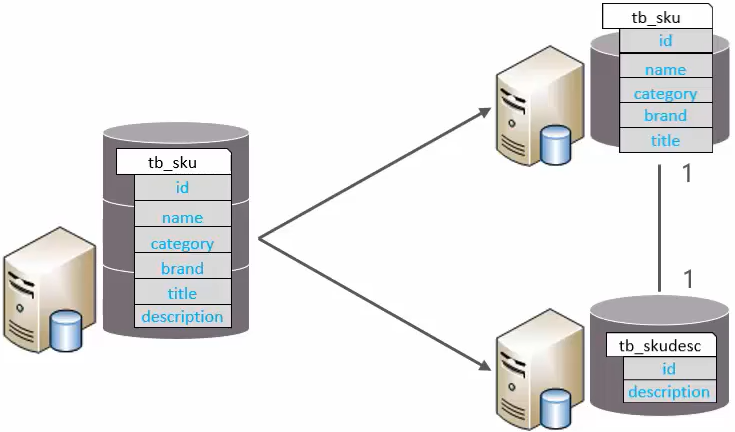 tb_sku
id
name
category
brand
title
description
tb_sku
id
name
category
brand
title
1
1
tb_skudesc
id
description